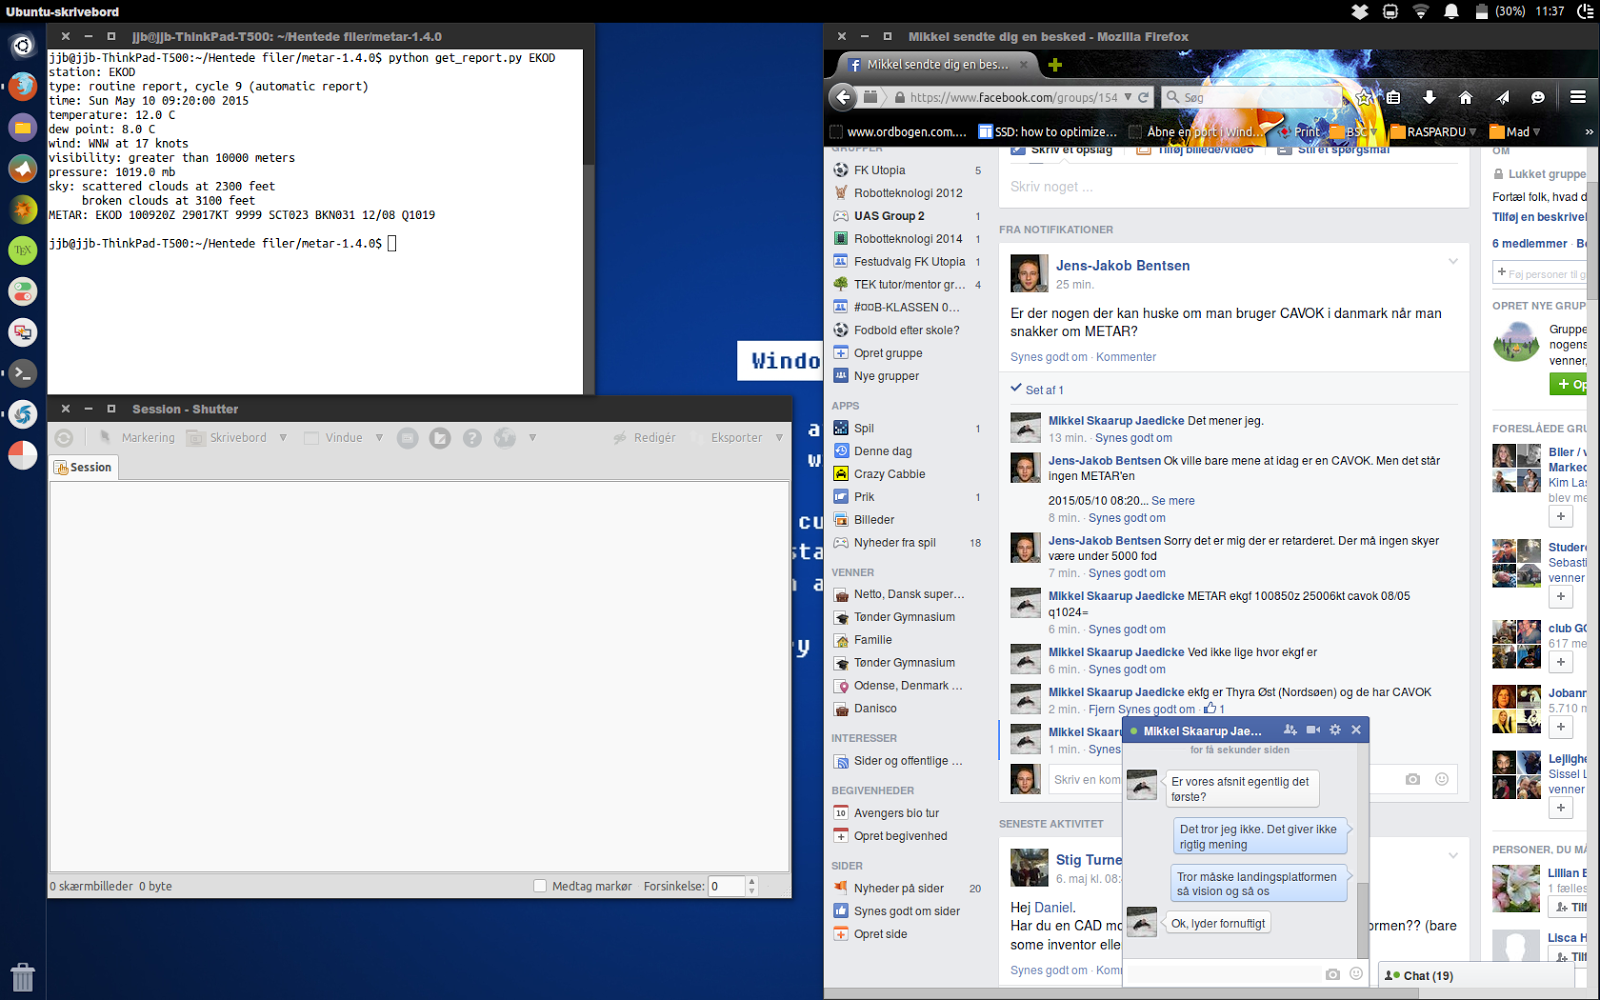 Ubuntu-skrivebord
(30%) 11:37
jjb@jjb-ThinkPad-T500: ~/Hentede filer/metar-1.4.0
jjb@jjb-ThinkPad-T500:~/Hentede filer/metar-1.4.0$ python get_report.py EKOD
station: EKOD
type: routine report, cycle 9 (automatic report)
time: Sun May 10 09:20:00 2015
temperature: 12.0 C
dew point: 8.0 C
wind: WNW at 17 knots
visibility: greater than 10000 meters
pressure: 1019.0 mb
sky: scattered clouds at 2300 feet
broken clouds at 3100 feet
METAR: EKOD 100920Z 29017KT 9999 SCT023 BKN031 12/08 Q1019
jjb@jjb-ThinkPad-T500:~/Hentede filer/metar-1.4.0$
TEX
Windo
a
w
cu
sta
a
y
Session - Shutter
Markering
Skrivebord
Vindue
Redigér
Eksporter
Session
0 skærmbilleder 0 byte
Medtag markør
Forsinkelse: 0
Mikkel sendte dig en besked - Mozilla Firefox
Mikkel sendte dig en bes...
https://www.facebook.com/groups/154
Søg
www.ordbogen.com....
SSD: how to optimize...
Åbne en port i Wind...
Print
BSC
RASPARDU
Mad
»
GRUPPER
FK Utopia 5
Robotteknologi 2012
UAS Group 2 1
Robotteknologi 2014 1
Festudvalg FK Utopia 1
TEK tutor/mentor gr... 4
#¤¤B-KLASSEN 0...
Fodbold efter skole?
Opret gruppe
Nye grupper
APPS
Spil 1
Denne dag
Crazy Cabbie
Prik 1
Billeder
Nyheder fra spil 18
VENNER
Netto, Dansk super...
Tønder Gymnasium
Familie
Tønder Gymnasium
Odense, Denmark ...
Danisco
INTERESSER
Sider og offentlige ...
BEGIVENHEDER
10 Avengers bio tur
Opret begivenhed
SIDER
Nyheder på sider 20
Synes godt om sider
Opret side
Skriv et opslag
Tilføj billede/video
Stil et spørgsmål
Skriv noget ...
FRA NOTIFIKATIONER
Jens-Jakob Bentsen
25 min.
Er der nogen der kan huske om man bruger CAVOK i danmark når man
snakker om METAR?
Synes godt om · Kommenter
Set af 1
Mikkel Skaarup Jaedicke Det mener jeg.
13 min. · Synes godt om
Jens-Jakob Bentsen Ok ville bare mene at idag er en CAVOK. Men det står
ingen METAR'en
2015/05/10 08:20... Se mere
8 min. · Synes godt om
Jens-Jakob Bentsen Sorry det er mig der er retarderet. Der må ingen skyer
være under 5000 fod
7 min. · Synes godt om
Mikkel Skaarup Jaedicke METAR ekgf 100850z 25006kt cavok 08/05
q1024=
6 min. · Synes godt om
Mikkel Skaarup Jaedicke Ved ikke lige hvor ekgf er
6 min. · Synes godt om
Mikkel Skaarup Jaedicke ekfg er Thyra Øst (Nordsøen) og de har CAVOK
2 min. · Fjern Synes godt om · 1
Mikkel Skaaru
1 min. · Synes
Skriv en kom
SENESTE AKTIVITET
Stig Turne
6. maj kl. 08:
Hej Daniel.
Har du en CAD mo
rmen?? (bare
some inventor elle
Synes godt om · Komm
Mikkel Skaarup Jae...
for få sekunder siden
Er vores afsnit egentlig det
første?
Det tror jeg ikke. Det giver ikke
rigtig mening
Tror måske landingsplatformen
så vision og så os
Ok, lyder fornuftigt
OM
Lukket gruppe
Fortæl folk, hvad d
Tilføj en beskrivel
6 medlemmer · Be
+ Føj personer til g
OPRET NYE GRUP
Gruppe
nogens
venner,
+ Op
FORESLÅEDE GRU
Biler / v
Marked
Kim Las
blev me
Studere
Sebasti
venner
club GO
617 me
Johann
5.710 m
Lejlighe
Sissel L
venner
PERSONER, DU MÅ
Lillian E
1 fælles
Tilf
Lisca H
Tilf
Chat (19)